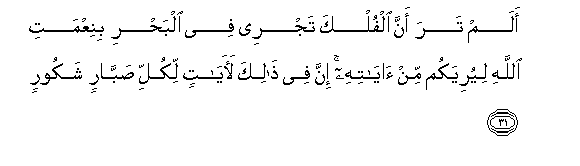 أَلَمْ تَرَ أَنَّ ٱلْفُلْكَ تَجْرِى فِى ٱلْبَحْرِ بِنِعْمَتِ
ٱللَّهِ لِيُرِيَكُم مِّنْ ءَايَـٰتِهِۦٓ ۚ إِنَّ فِى ذَٰلِكَ لَـَٔايَـٰتٍ لِّكُلِّ صَبَّارٍ شَكُورٍ
٣١